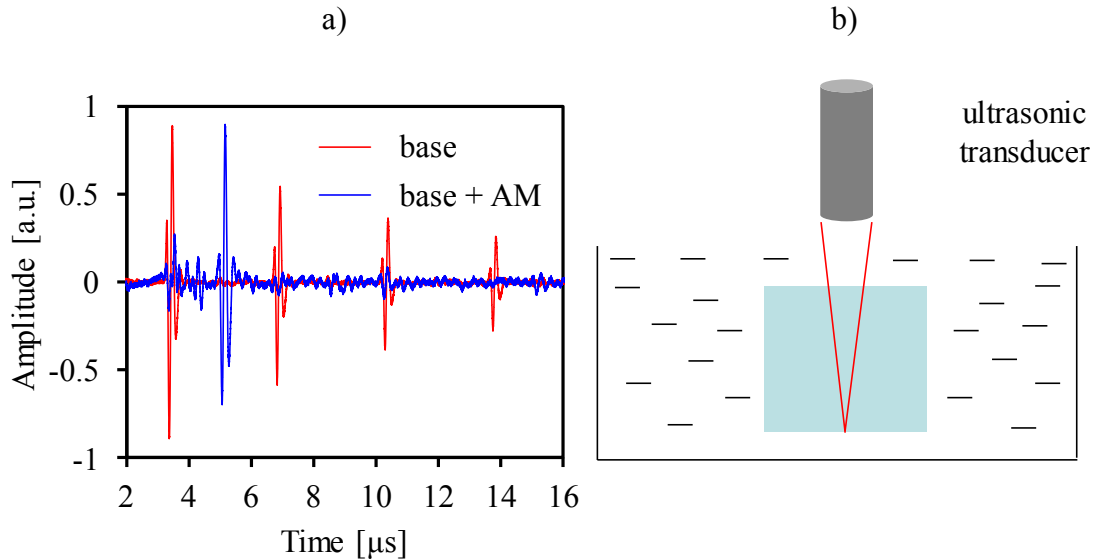 a)
b)
1
0.5
0
-0.5
-1
Amplitude [a.u.]
base
base + AM
2 4 6 8 10 12 14 16
Time [μs]
ultrasonic
transducer